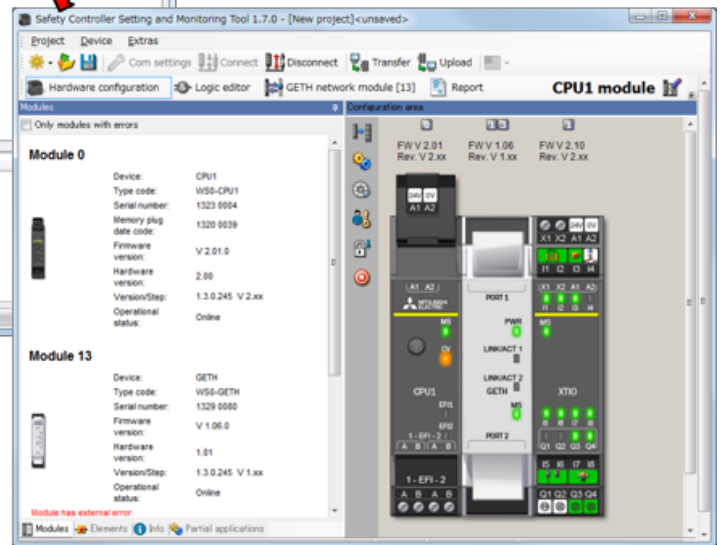 Safety Controller Setting and Monitoring Tool 1.7.0 - [New project]<unsaved>
Project Device Extras
Com settings Connect Disconnect Transfer Upload
Hardware configuration Logic editor GETH network module [13] Report CPU1 module
Modules
Only modules with errors
Module 0
Device: CPU1
Type code: WS0-CPU1
Serial number: 1323 0004
Memory plug date code: 1320 0039
Firmware version: V 2.01.0
Hardware version: 2.00
Version/Step: 1.3.0.245 V 2.xx
Operational status: Online
Module 13
Device: GETH
Type code: WS0-GETH
Serial number: 1329 0080
Firmware version: V 1.06.0
Hardware version: 1.01
Version/Step: 1.3.0.245 V 1.xx
Operational status: Online
Module has external error
Modules Elements Info Partial applications
Configuration area
FW V 2.01 FW V 1.06 FW V 2.10
Rev. V 2.xx Rev. V 1.xx Rev. V 2.xx
24V 0V
A1 A2
24V 0V
X1 X2 A1 A2
I1 I2 I3 I4
A1 A2
MITSUBISHI ELECTRIC
MS
CV
CPU1
EFI1
EFI2
1 - EFI - 2
A B A B
1 - EFI - 2
A B A B
PORT 1
PWR
LINK/ACT 1
LINK/ACT 2
GETH
MS
PORT 2
X1 X2 A1 A2
I1 I2 I3 I4
MS
XTIO
I5 I6 I7 I8
Q1 Q2 Q3 Q4
I5 I6 I7 I8
Q1 Q2 Q3 Q4